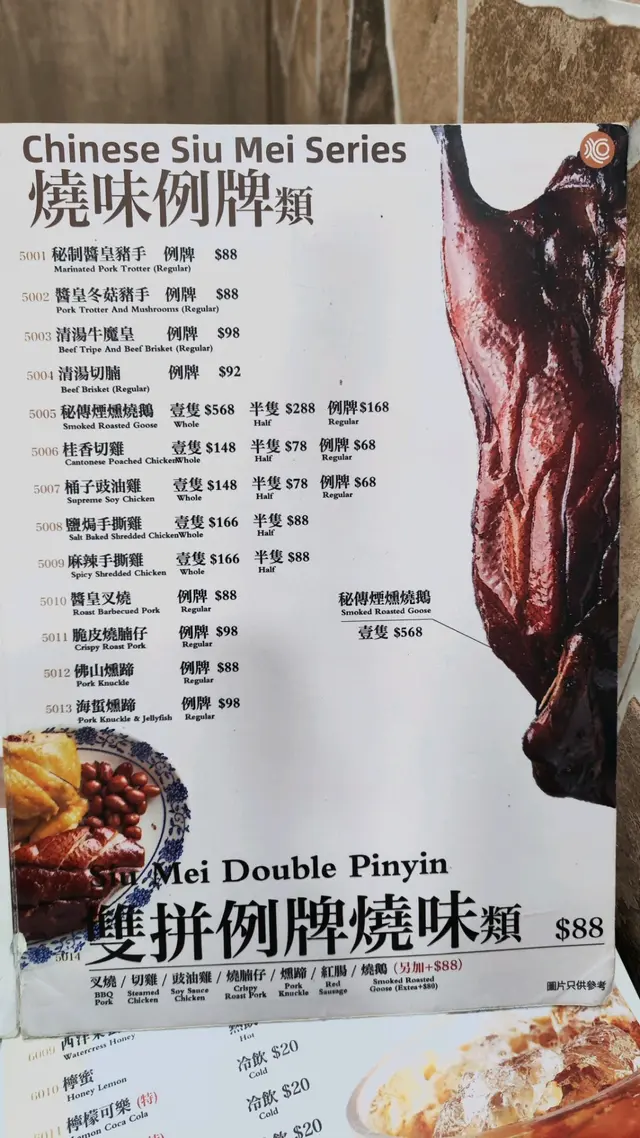 Chinese Siu Mei Series
燒味例牌類
5001 秘制醬皇豬手 例牌 $88
Marinated Pork Trotter (Regular)
5002 醬皇冬菇豬手 例牌 $88
Pork Trotter And Mushrooms (Regular)
5003 清湯牛魔皇 例牌 $98
Beef Tripe And Beef Brisket (Regular)
5004 清湯切腩 例牌 $92
Beef Brisket (Regular)
5005 秘傳煙燻燒鵝 壹隻 $568 半隻 $288 例牌 $168
Smoked Roasted Goose Whole Half Regular
5006 桂香切雞 壹隻 $148 半隻 $78 例牌 $68
Cantonese Poached Chicken Whole Half Regular
5007 桶子豉油雞 壹隻 $148 半隻 $78 例牌 $68
Supreme Soy Chicken Whole Half Regular
5008 鹽焗手撕雞 壹隻 $166 半隻 $88
Salt Baked Shredded Chicken Whole Half
5009 麻辣手撕雞 壹隻 $166 半隻 $88
Spicy Shredded Chicken Whole Half
5010 醬皇叉燒 例牌 $88
Roast Barbecued Pork Regular
5011 脆皮燒腩仔 例牌 $98
Crispy Roast Pork Regular
5012 佛山燻蹄 例牌 $88
Pork Knuckle Regular
5013 海蜇燻蹄 例牌 $98
Pork Knuckle & Jellyfish Regular
秘傳煙燻燒鵝
Smoked Roasted Goose
壹隻 $568
Siu Mei Double Pinyin
5014 雙拼例牌燒味類 $88
叉燒 / 切雞 / 豉油雞 / 燒腩仔 / 燻蹄 / 紅腸 / 燒鵝 (另加+$88)
BBQ Pork Steamed Chicken Soy Sauce Chicken Crispy Roast Pork Pork Knuckle Red Sausage Smoked Roasted Goose (Extea+$80)
圖片只供參考
Watercress Honey Hot
6010 檸蜜 冷飲 $20
Honey Lemon Cold
檸檬可樂 (特) 冷飲 $20
Lemon Coca Cola Cold
$20